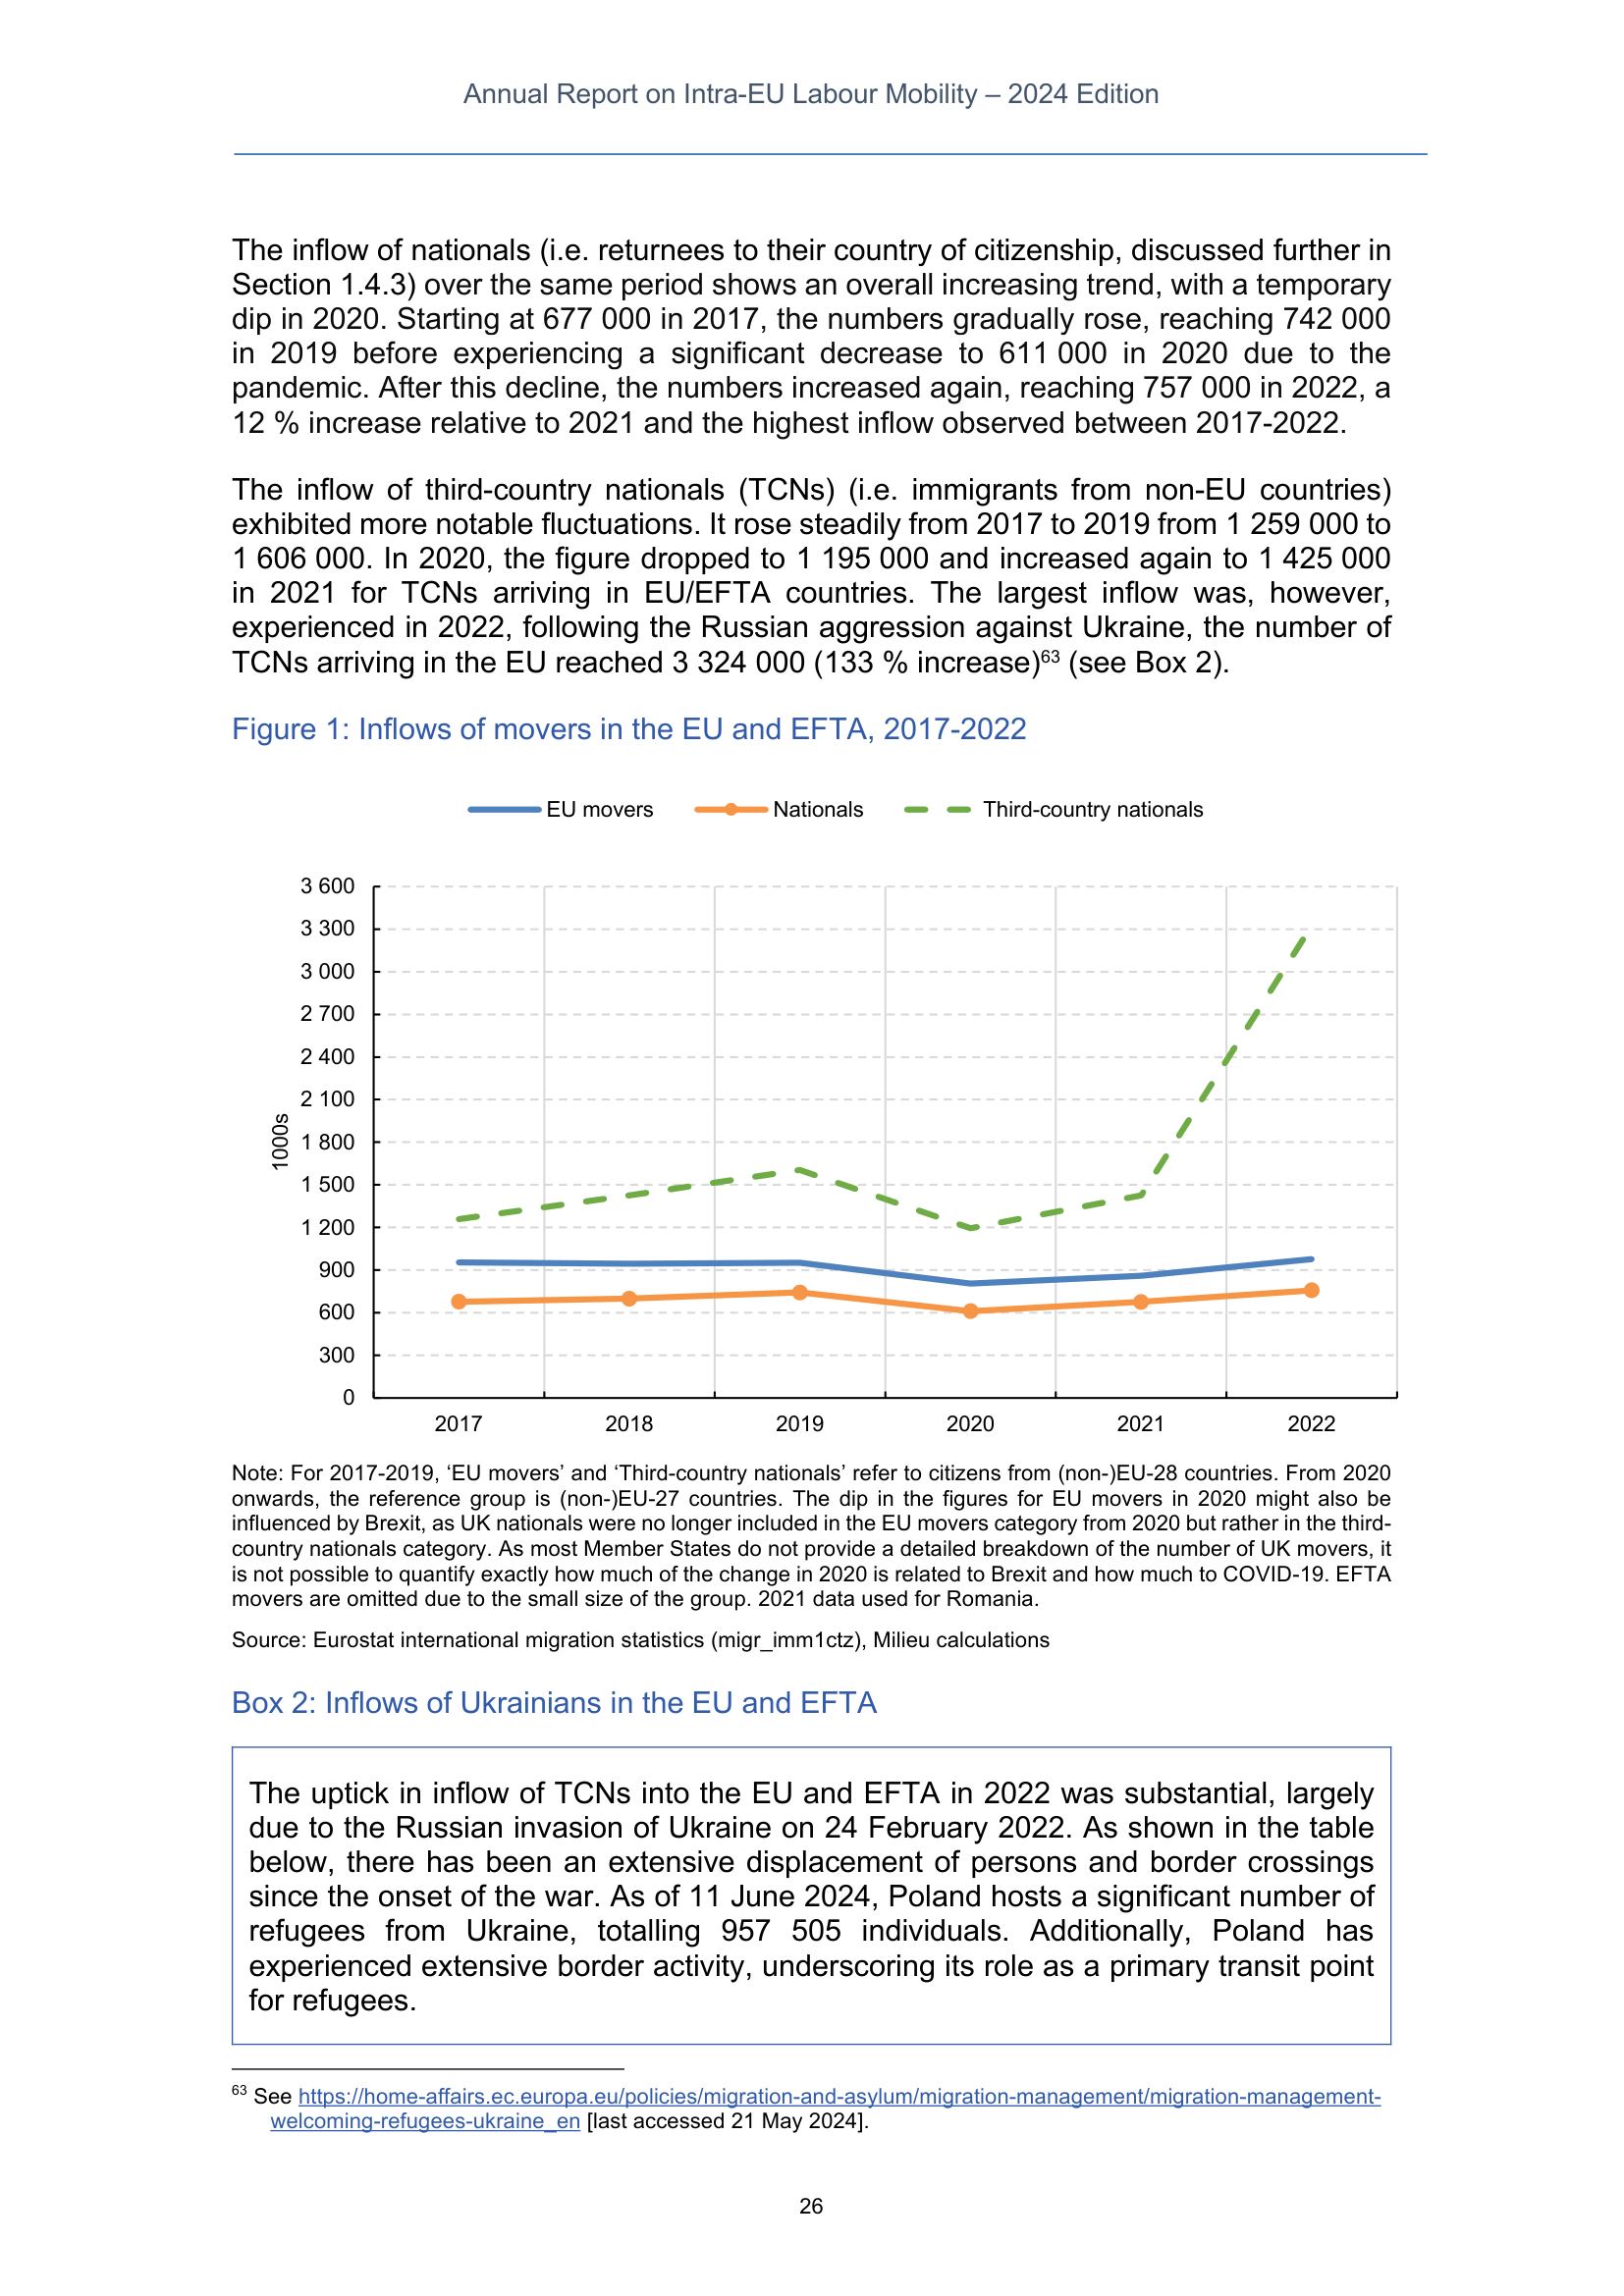 Annual Report on Intra-EU Labour Mobility – 2024 Edition
The inflow of nationals (i.e. returnees to their country of citizenship, discussed further in
Section 1.4.3) over the same period shows an overall increasing trend, with a temporary
dip in 2020. Starting at 677 000 in 2017, the numbers gradually rose, reaching 742 000
in 2019 before experiencing a significant decrease to 611 000 in 2020 due to the
pandemic. After this decline, the numbers increased again, reaching 757 000 in 2022, a
12 % increase relative to 2021 and the highest inflow observed between 2017-2022.
The inflow of third-country nationals (TCNs) (i.e. immigrants from non-EU countries)
exhibited more notable fluctuations. It rose steadily from 2017 to 2019 from 1 259 000 to
1 606 000. In 2020, the figure dropped to 1 195 000 and increased again to 1 425 000
in 2021 for TCNs arriving in EU/EFTA countries. The largest inflow was, however,
experienced in 2022, following the Russian aggression against Ukraine, the number of
TCNs arriving in the EU reached 3 324 000 (133 % increase)63 (see Box 2).
Figure 1: Inflows of movers in the EU and EFTA, 2017-2022
EU movers Nationals Third-country nationals
3 600
3 300
3 000
2 700
2 400
2 100
1 800
1 500
1 200
900
600
300
0
1000s
2017 2018 2019 2020 2021 2022
Note: For 2017-2019, ‘EU movers’ and ‘Third-country nationals’ refer to citizens from (non-)EU-28 countries. From 2020
onwards, the reference group is (non-)EU-27 countries. The dip in the figures for EU movers in 2020 might also be
influenced by Brexit, as UK nationals were no longer included in the EU movers category from 2020 but rather in the third-
country nationals category. As most Member States do not provide a detailed breakdown of the number of UK movers, it
is not possible to quantify exactly how much of the change in 2020 is related to Brexit and how much to COVID-19. EFTA
movers are omitted due to the small size of the group. 2021 data used for Romania.
Source: Eurostat international migration statistics (migr_imm1ctz), Milieu calculations
Box 2: Inflows of Ukrainians in the EU and EFTA
The uptick in inflow of TCNs into the EU and EFTA in 2022 was substantial, largely
due to the Russian invasion of Ukraine on 24 February 2022. As shown in the table
below, there has been an extensive displacement of persons and border crossings
since the onset of the war. As of 11 June 2024, Poland hosts a significant number of
refugees from Ukraine, totalling 957 505 individuals. Additionally, Poland has
experienced extensive border activity, underscoring its role as a primary transit point
for refugees.
63 See https://home-affairs.ec.europa.eu/policies/migration-and-asylum/migration-management/migration-management-
welcoming-refugees-ukraine_en [last accessed 21 May 2024].
26